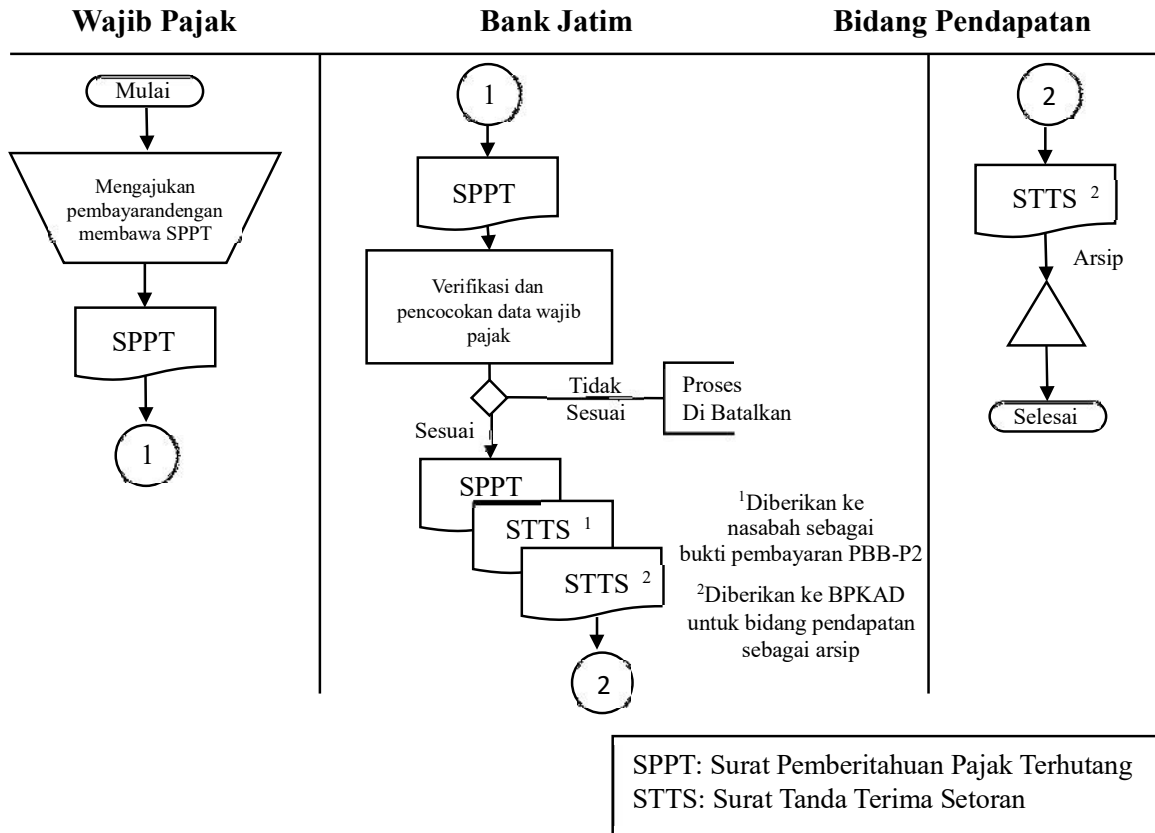 Wajib Pajak
Bank Jatim
Bidang Pendapatan
Mulai
Mengajukan
pembayarandengan
membawa SPPT
SPPT
1
1
SPPT
Verifikasi dan
pencocokan data wajib
pajak
Tidak
Sesuai
Proses
Di Batalkan
Sesuai
SPPT
STTS 1
STTS 2
2
1Diberikan ke
nasabah sebagai
bukti pembayaran PBB-P2
2Diberikan ke BPKAD
untuk bidang pendapatan
sebagai arsip
2
STTS 2
Arsip
Selesai
SPPT: Surat Pemberitahuan Pajak Terhutang
STTS: Surat Tanda Terima Setoran